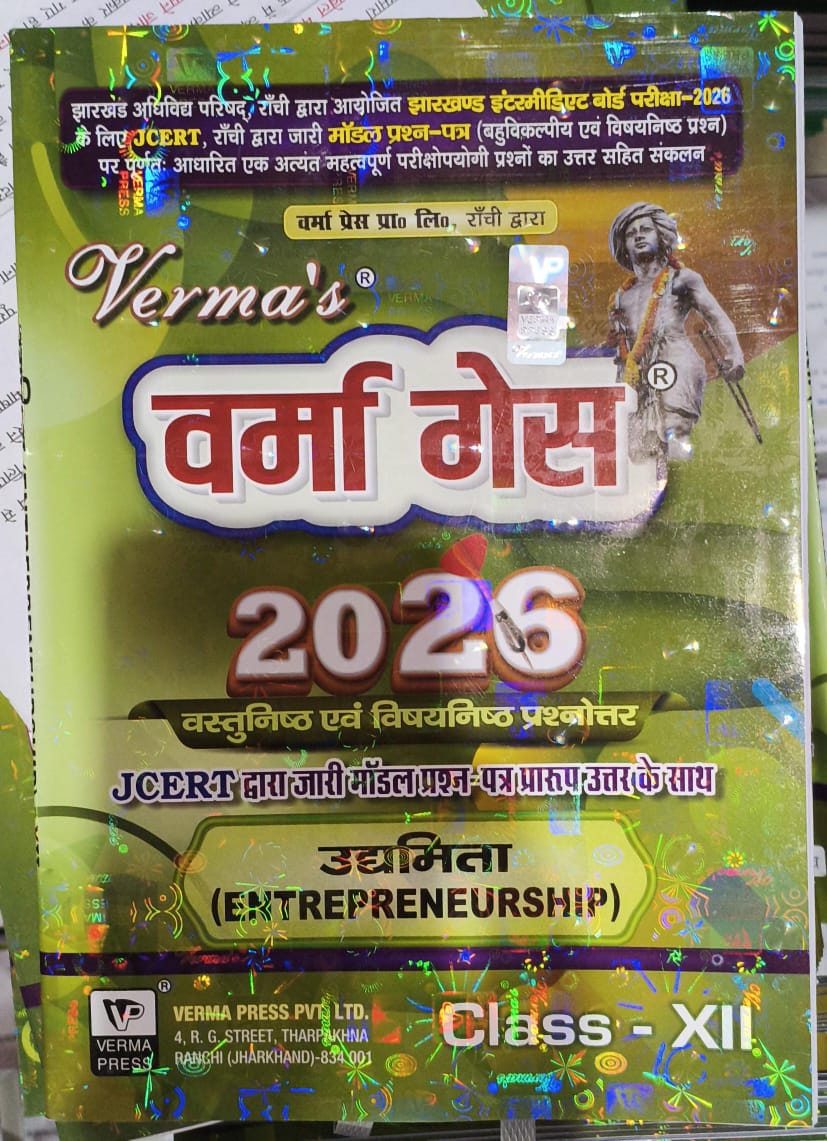 झारखंड अधिविद्य परिषद्, राँची द्वारा आयोजित झारखण्ड इंटरमीडिएट बोर्ड परीक्षा-2026
के लिए JCERT, राँची द्वारा जारी मॉडल प्रश्न-पत्र (बहुविकल्पीय एवं विषयनिष्ठ प्रश्न)
पर पूर्णतः आधारित एक अत्यंत महत्वपूर्ण परीक्षोपयोगी प्रश्नों का उत्तर सहित संकलन
वर्मा प्रेस प्रा० लि०, राँची द्वारा
Verma's ®
VP
वर्मा गेस ®
2026
वस्तुनिष्ठ एवं विषयनिष्ठ प्रश्नोत्तर
JCERT द्वारा जारी मॉडल प्रश्न-पत्र प्रारूप उत्तर के साथ
उद्यमिता
(ENTREPRENEURSHIP)
VP ®
VERMA
PRESS
VERMA PRESS PVT. LTD.
4, R. G. STREET, THARPAKHNA
RANCHI (JHARKHAND)-834 001
Class - XII